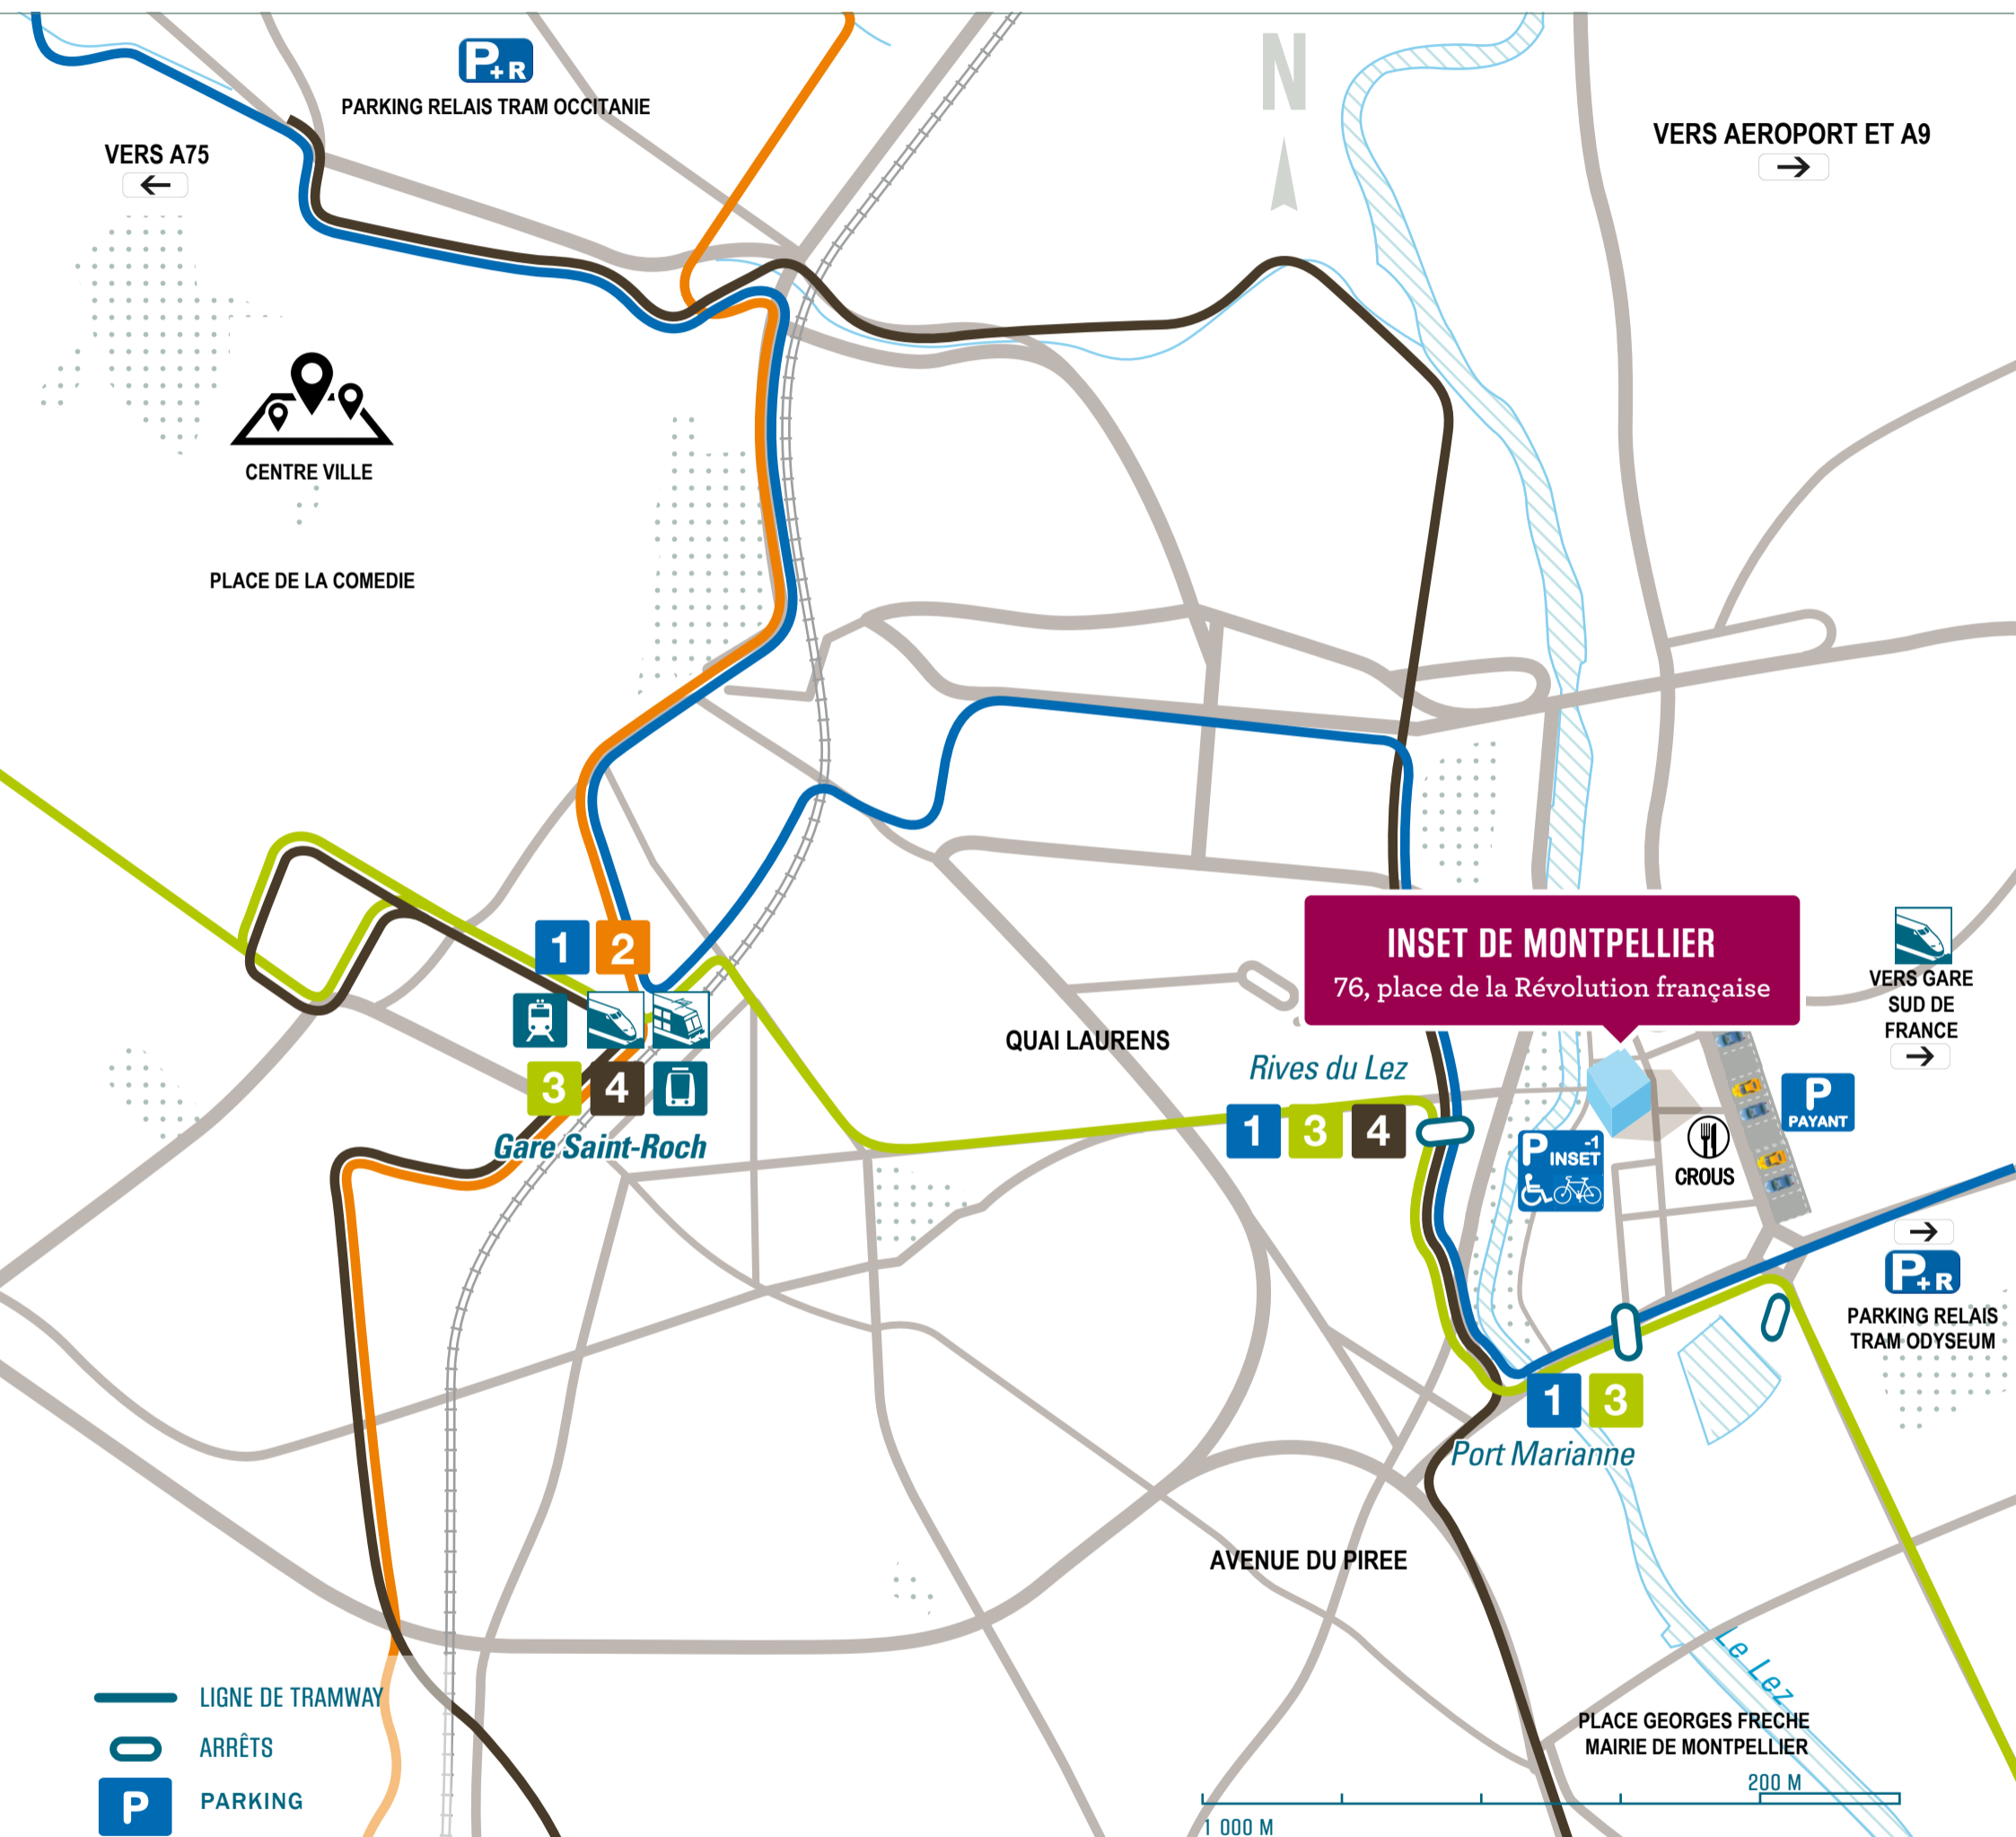 P+R
PARKING RELAIS TRAM OCCITANIE
N
VERS A75
VERS AEROPORT ET A9
CENTRE VILLE
PLACE DE LA COMEDIE
1 2
3 4
Gare Saint-Roch
INSET DE MONTPELLIER
76, place de la Révolution française
VERS GARE
SUD DE
FRANCE
QUAI LAURENS
Rives du Lez
1 3 4
P
PAYANT
P -1
INSET
CROUS
P+R
PARKING RELAIS
TRAM ODYSEUM
1 3
Port Marianne
AVENUE DU PIREE
Le Lez
PLACE GEORGES FRECHE
MAIRIE DE MONTPELLIER
LIGNE DE TRAMWAY
ARRÊTS
P PARKING
200 M
1 000 M